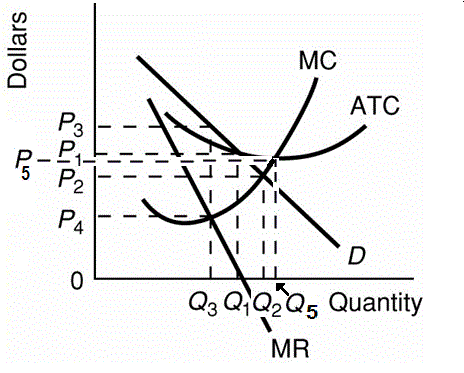 Dollars
MC
ATC
P3
P1
P5
P2
P4
D
0
Q3 Q1 Q2 Q5 Quantity
MR